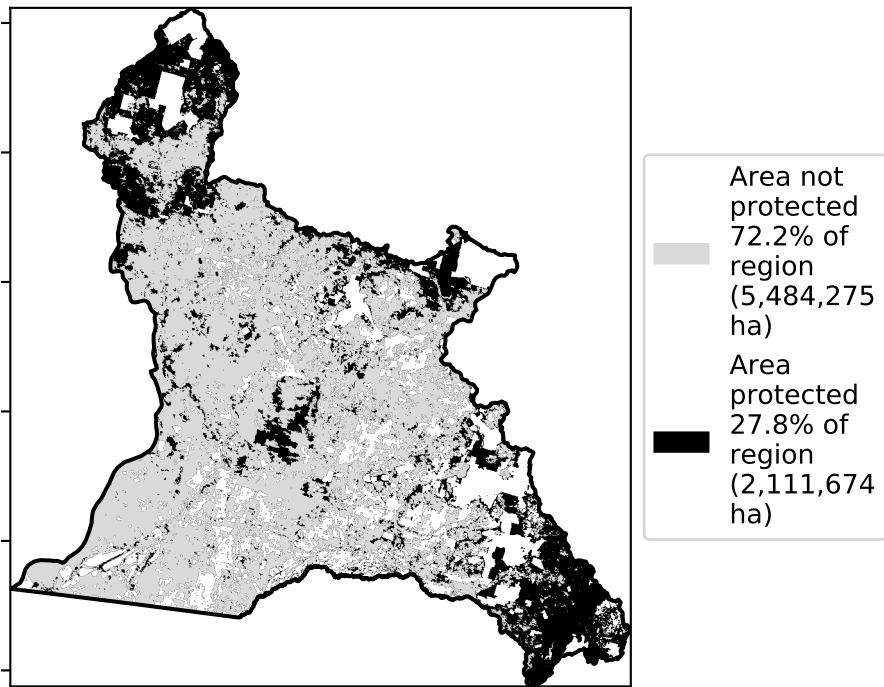 Area not
protected
72.2% of
region
(5,484,275
ha)
Area
protected
27.8% of
region
(2,111,674
ha)